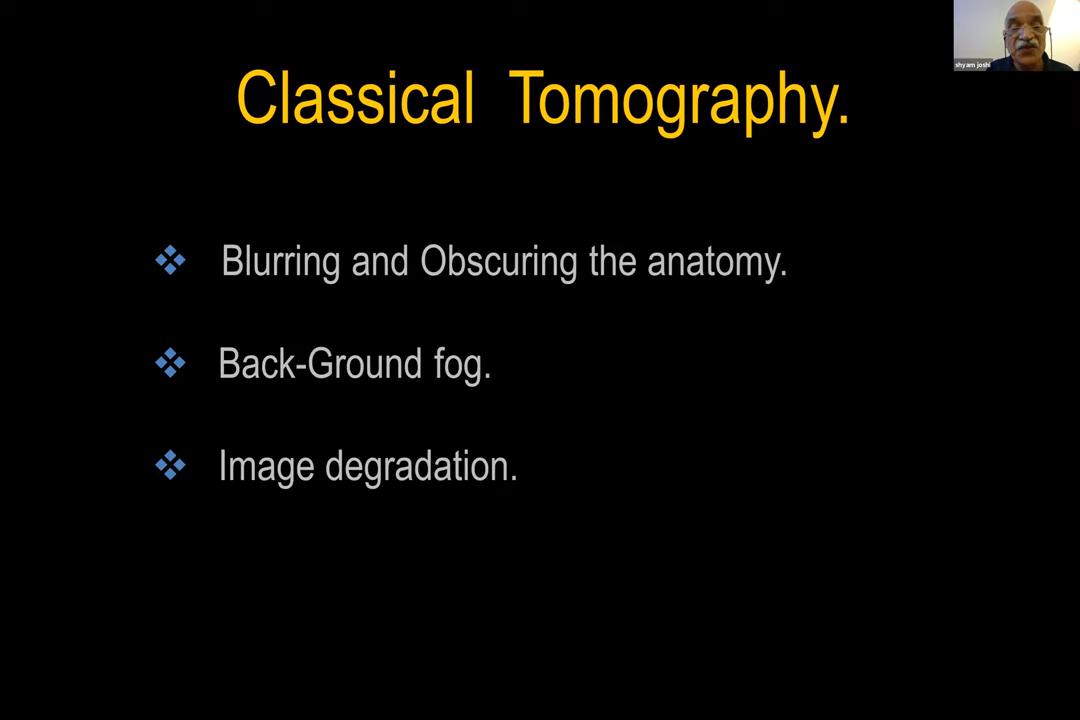 shyam joshi
Classical Tomography.
Blurring and Obscuring the anatomy.
Back-Ground fog.
Image degradation.